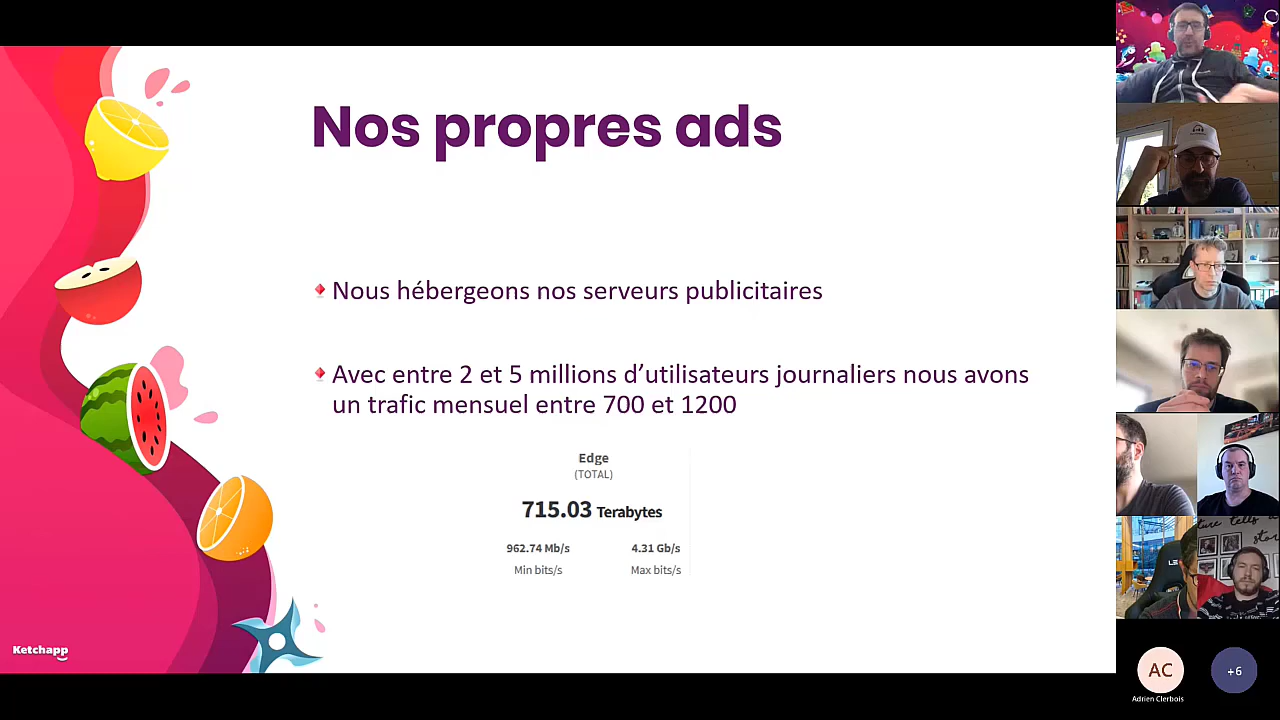 Nos propres ads
Nous hébergeons nos serveurs publicitaires
Avec entre 2 et 5 millions d’utilisateurs journaliers nous avons
un trafic mensuel entre 700 et 1200
Edge
(TOTAL)
715.03 Terabytes
962.74 Mb/s
4.31 Gb/s
Min bits/s
Max bits/s
Ketchapp
AC
+6
Adrien Clerbois